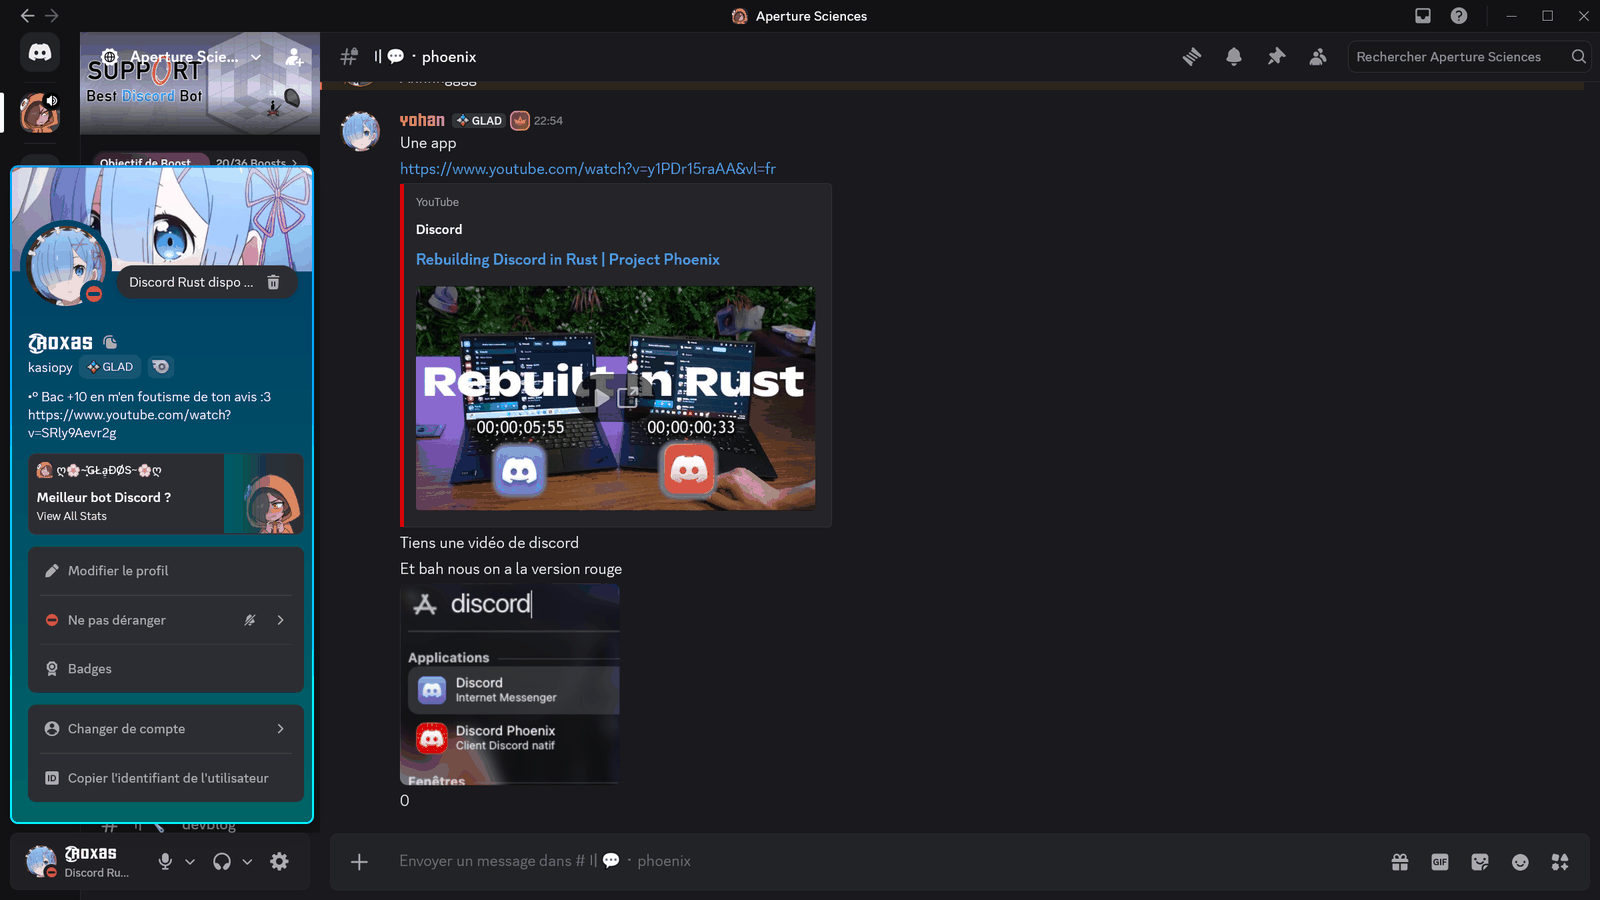 Aperture Sciences
Aperture Scie...
SUPPORT
Best Discord Bot
Objectif de Boost
20/36 Boosts
phoenix
Rechercher Aperture Sciences
Yohan
GLAD
22:54
Une app
https://www.youtube.com/watch?v=y1PDr15raAA&vl=fr
YouTube
Discord
Rebuilding Discord in Rust | Project Phoenix
Rebuilt in Rust
00;00;05;55
00;00;00;33
Tiens une vidéo de discord
Et bah nous on a la version rouge
discord
Applications
Discord
Internet Messenger
Discord Phoenix
Client Discord natif
Fenêtres
0
Discord Rust dispo ...
Roxas
kasiopy
GLAD
•° Bac +10 en m'en foutisme de ton avis :3
https://www.youtube.com/watch?
v=SRly9Aevr2g
Meilleur bot Discord ?
View All Stats
Modifier le profil
Ne pas déranger
Badges
Changer de compte
ID
Copier l'identifiant de l'utilisateur
devblog
Roxas
Discord Ru...
Envoyer un message dans # phoenix
GIF